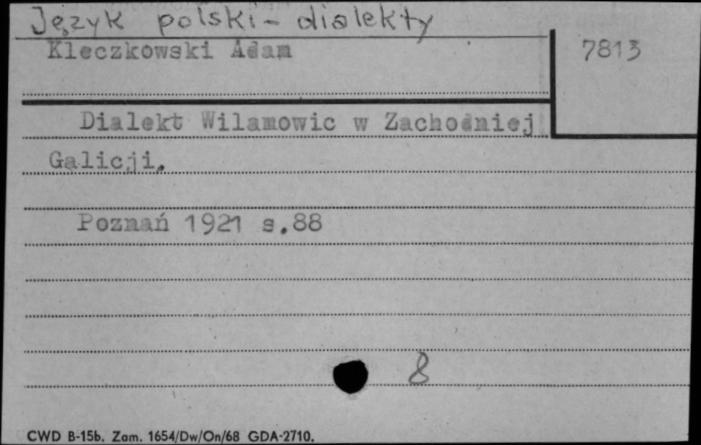 Język polski - dialekty
Kleczkowski Adam
7813
Dialekt Wilamowic w Zachodniej
Galicji.
Poznań 1921 s.88
8
CWD B-15b. Zam. 1654/Dw/On/68 GDA-2710.